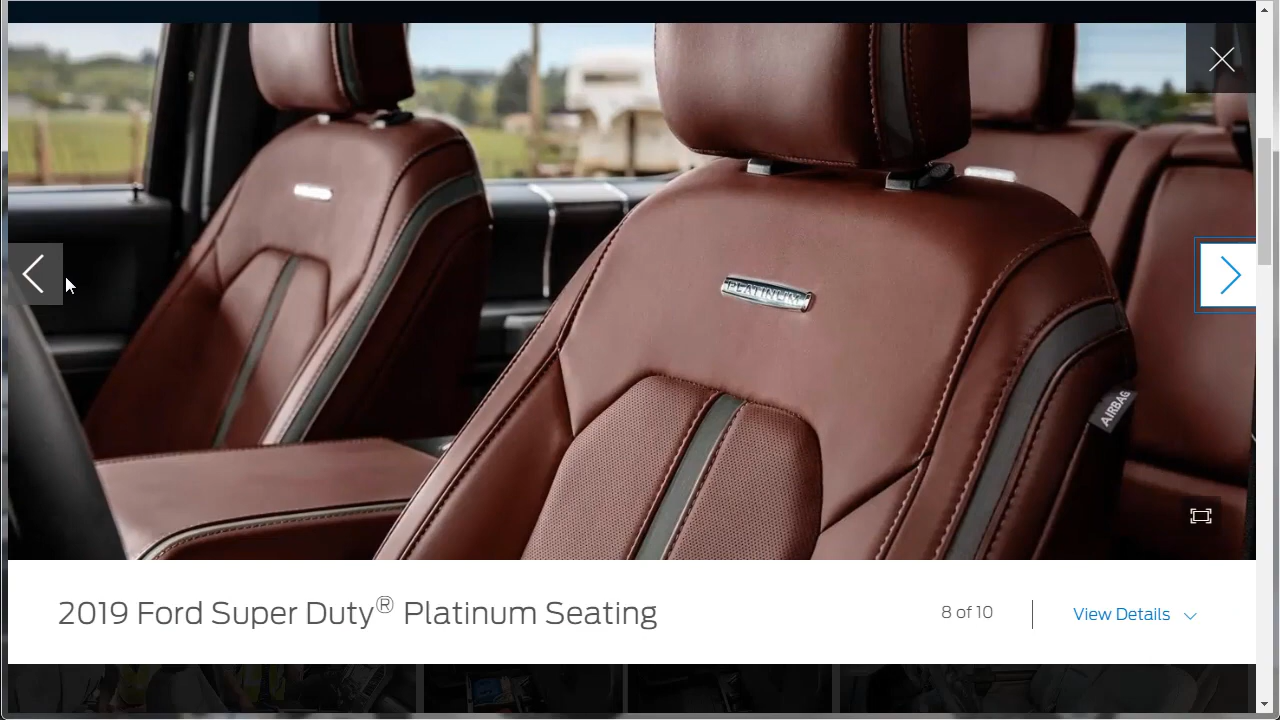 PLATINUM
AIRBAG
2019 Ford Super Duty® Platinum Seating
8 of 10
View Details